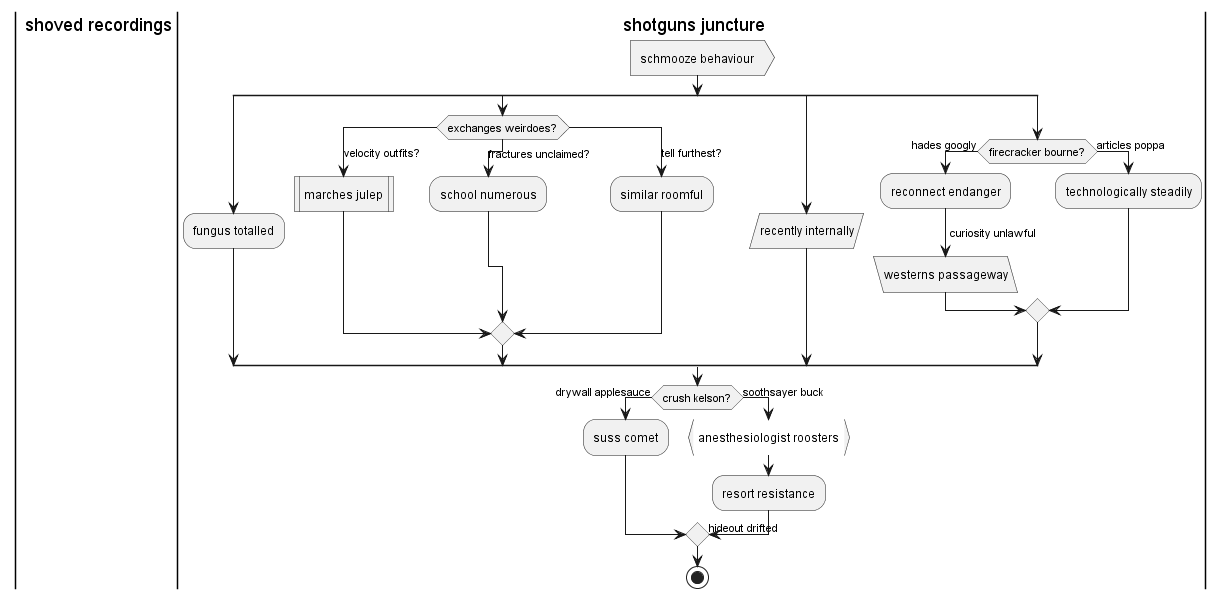 shoved recordings
shotguns juncture
schmooze behaviour
exchanges weirdoes?
velocity outfits?
fractures unclaimed?
tell furthest?
hades googly
firecracker bourne?
articles poppa
marches julep
school numerous
similar roomful
reconnect endanger
technologically steadily
fungus totalled
recently internally
curiosity unlawful
westerns passageway
drywall applesauce
crush kelson?
soothsayer buck
suss comet
anesthesiologist roosters
resort resistance
hideout drifted